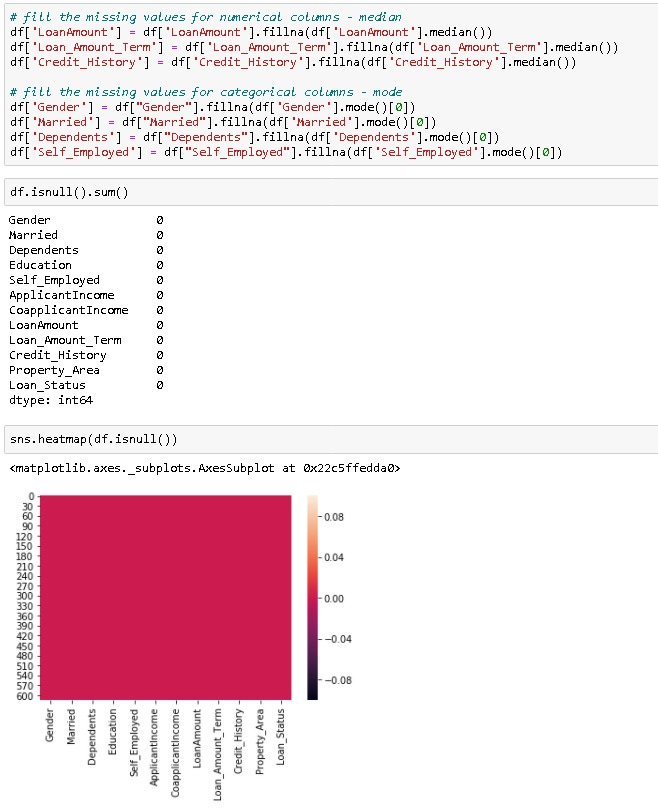 # fill the missing values for numerical columns - median
df['LoanAmount'] = df['LoanAmount'].fillna(df['LoanAmount'].median())
df['Loan_Amount_Term'] = df['Loan_Amount_Term'].fillna(df['Loan_Amount_Term'].median())
df['Credit_History'] = df['Credit_History'].fillna(df['Credit_History'].median())
# fill the missing values for categorical columns - mode
df['Gender'] = df["Gender"].fillna(df['Gender'].mode()[0])
df['Married'] = df["Married"].fillna(df['Married'].mode()[0])
df['Dependents'] = df["Dependents"].fillna(df['Dependents'].mode()[0])
df['Self_Employed'] = df["Self_Employed"].fillna(df['Self_Employed'].mode()[0])
df.isnull().sum()
Gender 0
Married 0
Dependents 0
Education 0
Self_Employed 0
ApplicantIncome 0
CoapplicantIncome 0
LoanAmount 0
Loan_Amount_Term 0
Credit_History 0
Property_Area 0
Loan_Status 0
dtype: int64
sns.heatmap(df.isnull())
<matplotlib.axes._subplots.AxesSubplot at 0x22c5ffedda0>
0
30
60
90
120
150
180
210
240
270
300
330
360
390
420
450
480
510
540
570
600
0.08
0.04
0.00
−0.04
−0.08
Gender
Married
Dependents
Education
Self_Employed
ApplicantIncome
CoapplicantIncome
LoanAmount
Loan_Amount_Term
Credit_History
Property_Area
Loan_Status